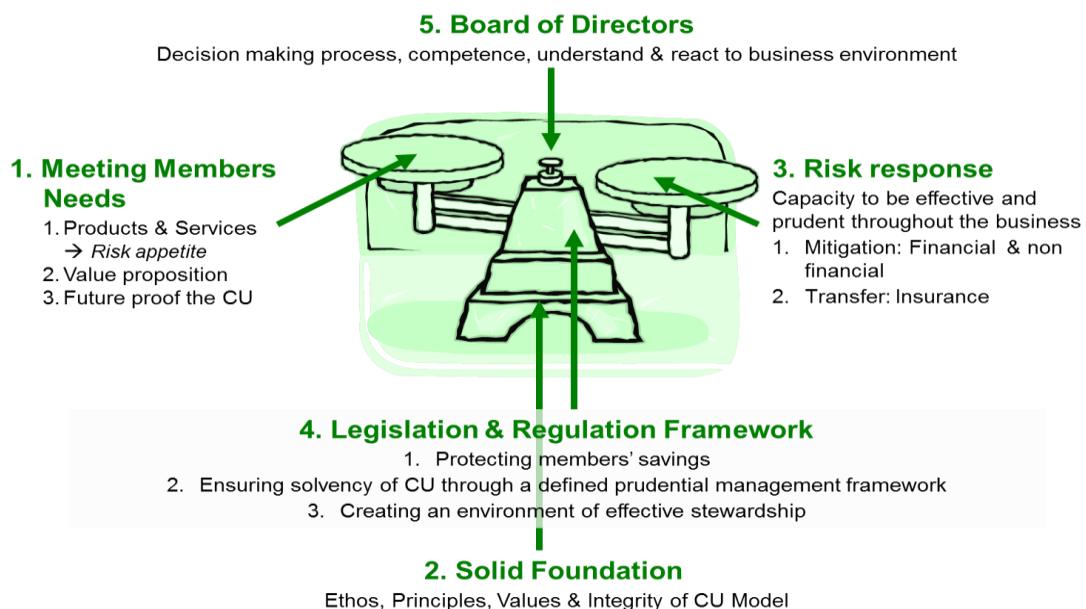 5. Board of Directors
Decision making process, competence, understand & react to business environment
1. Meeting Members
Needs
1. Products & Services
→ Risk appetite
2. Value proposition
3. Future proof the CU
3. Risk response
Capacity to be effective and
prudent throughout the business
1. Mitigation: Financial & non
financial
2. Transfer: Insurance
4. Legislation & Regulation Framework
1. Protecting members’ savings
2. Ensuring solvency of CU through a defined prudential management framework
3. Creating an environment of effective stewardship
2. Solid Foundation
Ethos, Principles, Values & Integrity of CU Model